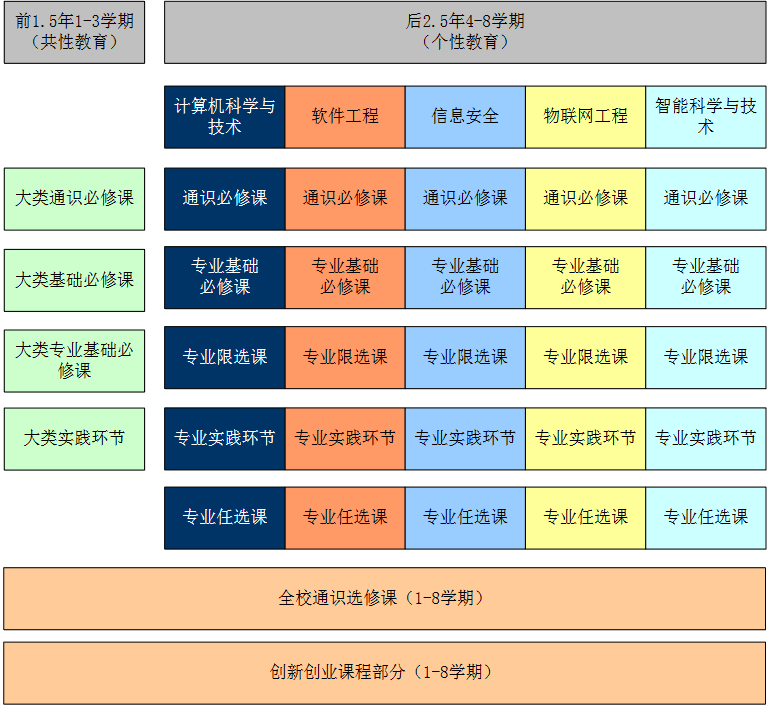 前1.5年1-3学期
（共性教育）
后2.5年4-8学期
（个性教育）
计算机科学与
技术
软件工程
信息安全
物联网工程
智能科学与技
术
大类通识必修课
通识必修课
通识必修课
通识必修课
通识必修课
通识必修课
大类基础必修课
专业基础
必修课
专业基础
必修课
专业基础
必修课
专业基础
必修课
专业基础
必修课
大类专业基础必
修课
专业限选课
专业限选课
专业限选课
专业限选课
专业限选课
大类实践环节
专业实践环节
专业实践环节
专业实践环节
专业实践环节
专业实践环节
专业任选课
专业任选课
专业任选课
专业任选课
专业任选课
全校通识选修课（1-8学期）
创新创业课程部分（1-8学期）